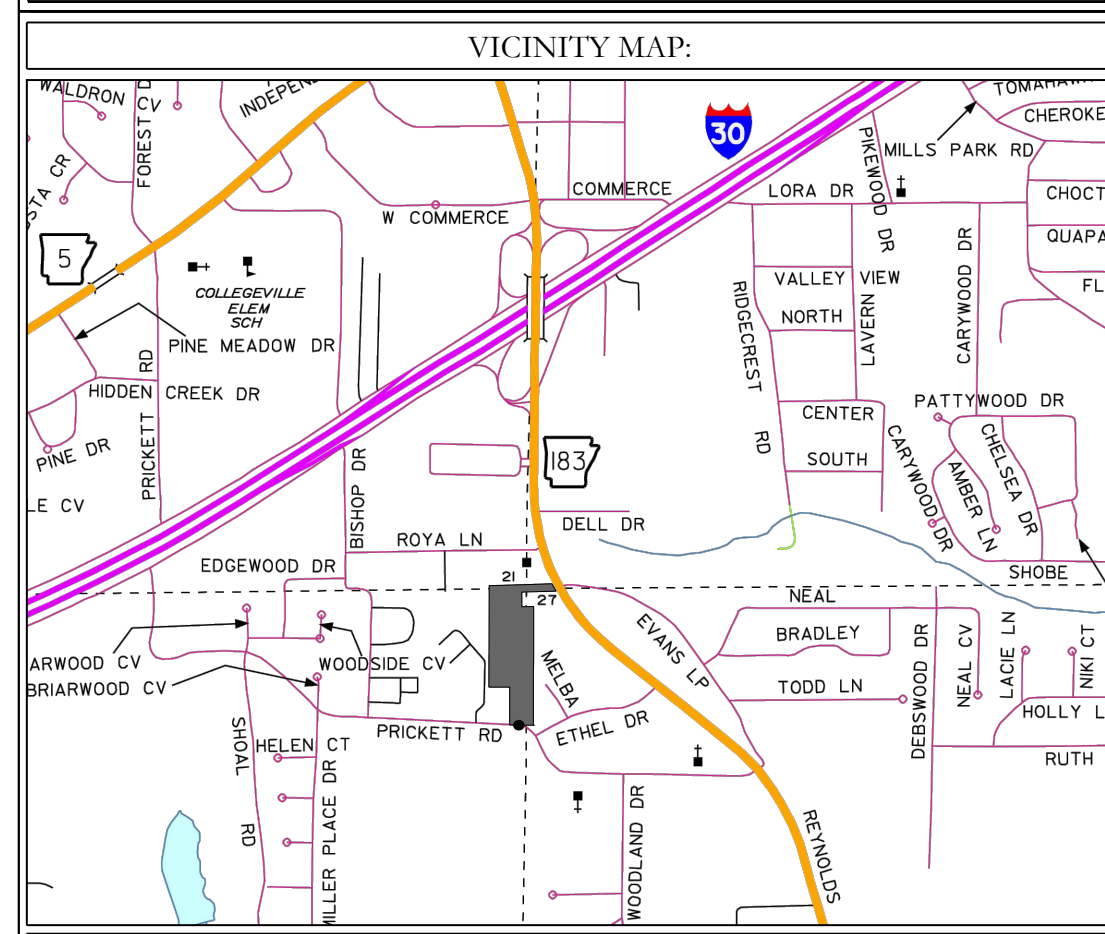 VICINITY MAP:
WALDRON
CV
FOREST D
INDEPEN
TOMAHAW
CHEROKE
30
MILLS PARK RD
PIKEWOOD DR
STA CR
COMMERCE
LORA DR
CHOCT
W COMMERCE
QUAPA
5
COLLEGEVILLE
ELEM
SCH
VALLEY VIEW
FL
RIDGECREST
RD
LAVERN
CARYWOOD DR
NORTH
PINE MEADOW DR
PRICKETT
RD
HIDDEN CREEK DR
PATTYWOOD DR
CENTER
PINE DR
183
CARYWOOD DR
AMBER LN
CHELSEA DR
SOUTH
LE CV
BISHOP DR
DELL DR
ROYA LN
EDGEWOOD DR
21
27
SHOBE
NEAL
EVANS LP
BRADLEY
DEBSWOOD DR
NEAL CV
LACIE LN
NIKI CT
ARWOOD CV
WOODSIDE CV
MELBA
BRIARWOOD CV
TODD LN
HOLLY L
SHOAL
RD
PRICKETT RD
ETHEL DR
HELEN CT
RUTH
MILLER PLACE DR
WOODLAND DR
REYNOLDS